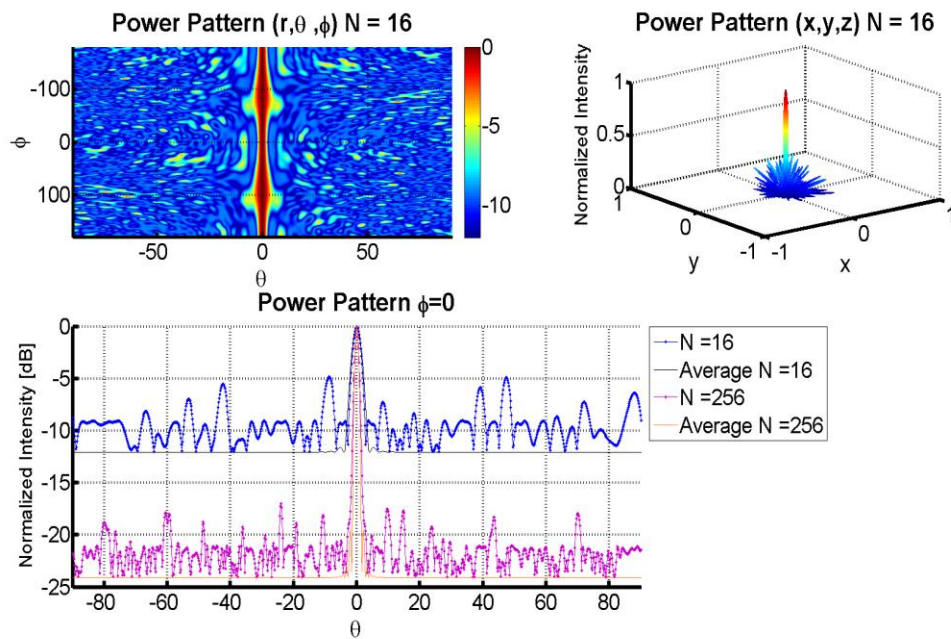 Power Pattern (r,θ ,ϕ) N = 16
ϕ
-100
0
100
-50
0
50
θ
0
-5
-10
Power Pattern (x,y,z) N = 16
Normalized Intensity
1
0.5
0
1
0
-1
y
-1
0
1
x
Power Pattern ϕ=0
Normalized Intensity [dB]
0
-5
-10
-15
-20
-25
-80
-60
-40
-20
0
20
40
60
80
θ
N =16
Average N =16
N =256
Average N =256